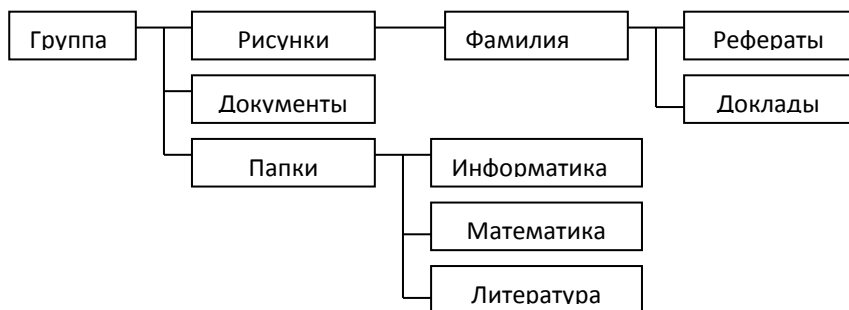 Группа Рисунки Фамилия Рефераты
Документы Доклады
Папки Информатика
Математика
Литература